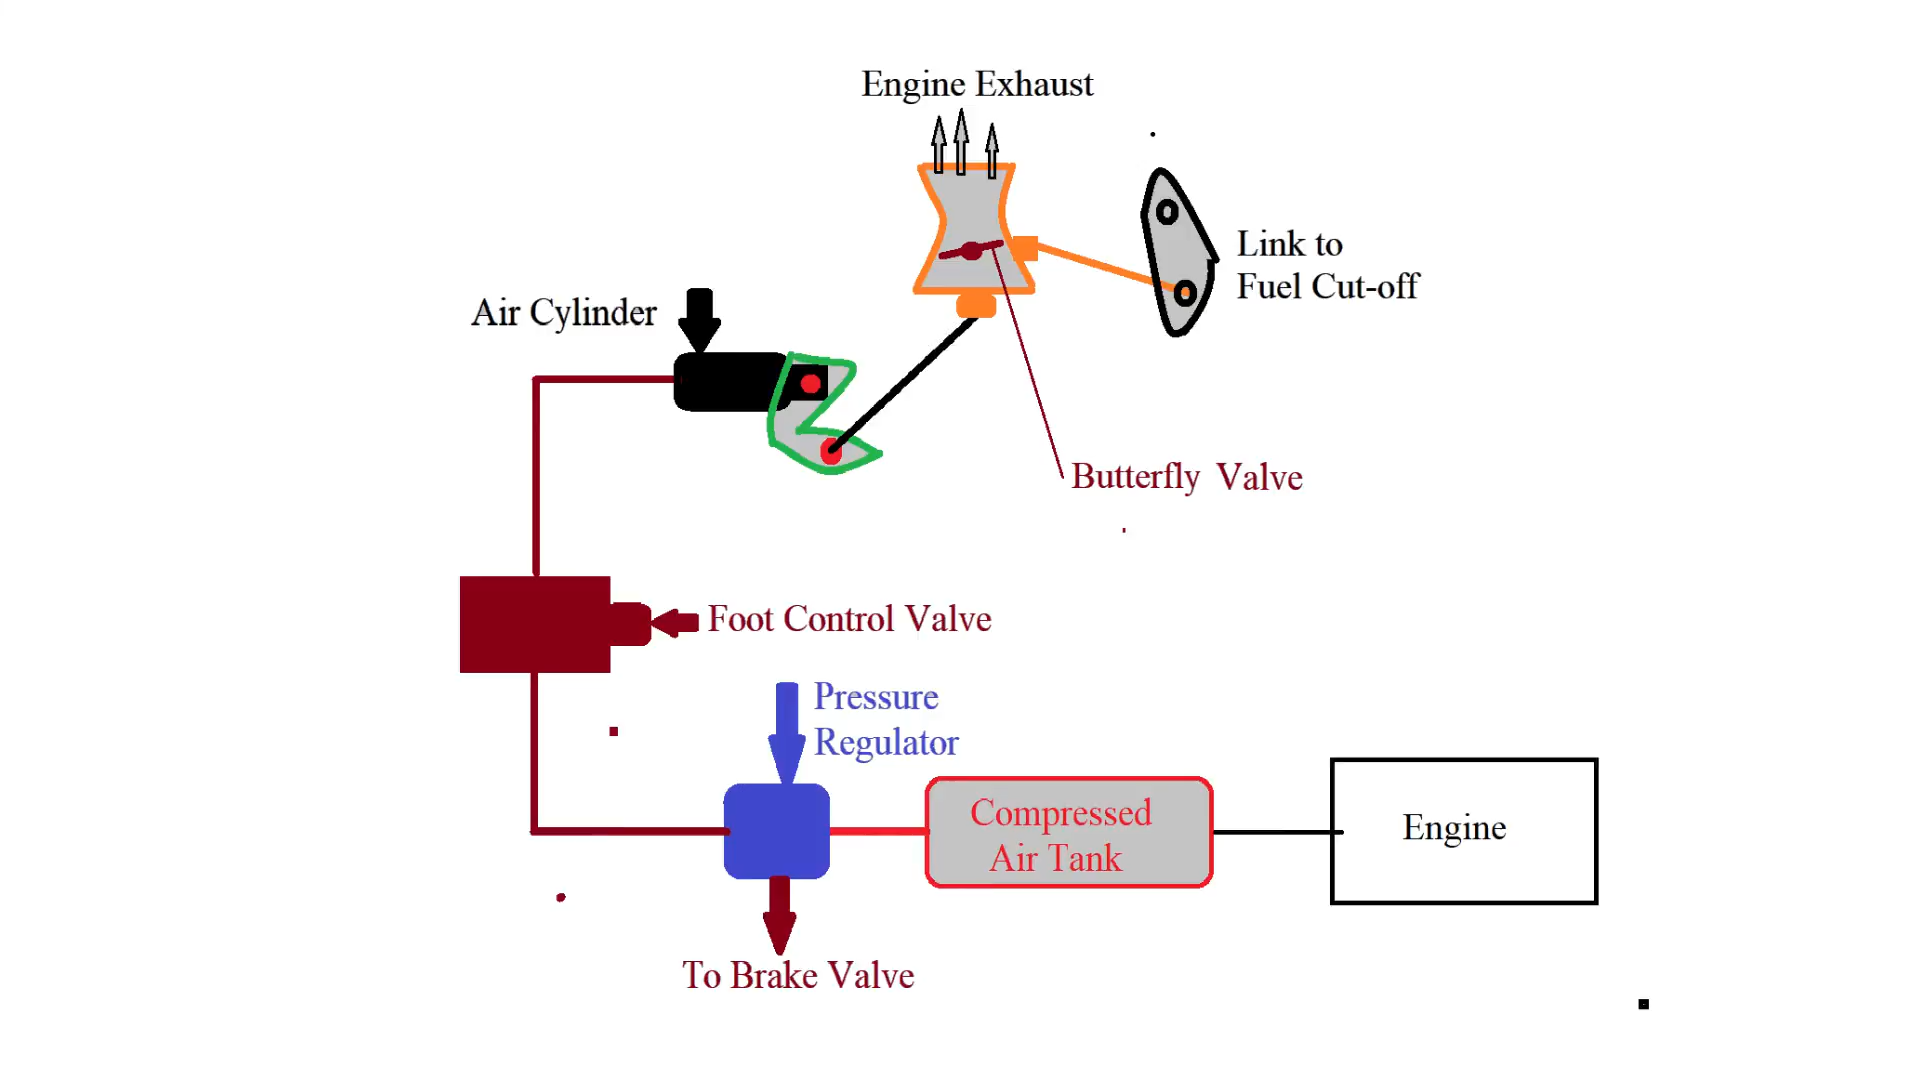 Engine Exhaust
Link to
Fuel Cut-off
Air Cylinder
Butterfly Valve
Foot Control Valve
Pressure
Regulator
Compressed
Air Tank
Engine
To Brake Valve